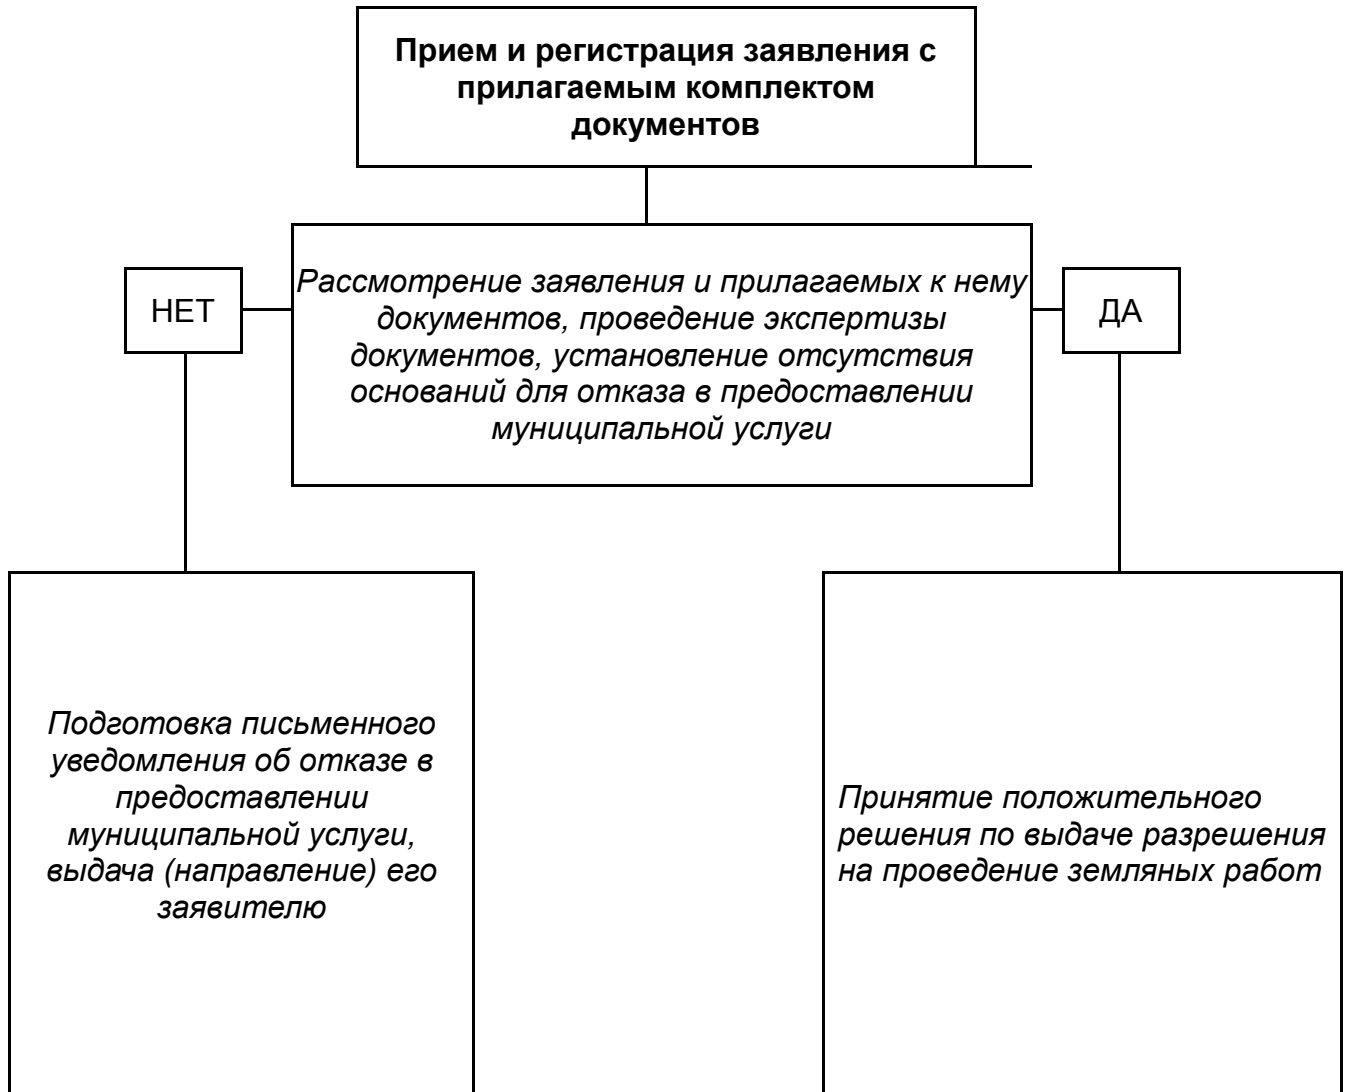 Прием и регистрация заявления с
прилагаемым комплектом
документов
НЕТ
Рассмотрение заявления и прилагаемых к нему
документов, проведение экспертизы
документов, установление отсутствия
оснований для отказа в предоставлении
муниципальной услуги
ДА
Подготовка письменного
уведомления об отказе в
предоставлении
муниципальной услуги,
выдача (направление) его
заявителю
Принятие положительного
решения по выдаче разрешения
на проведение земляных работ